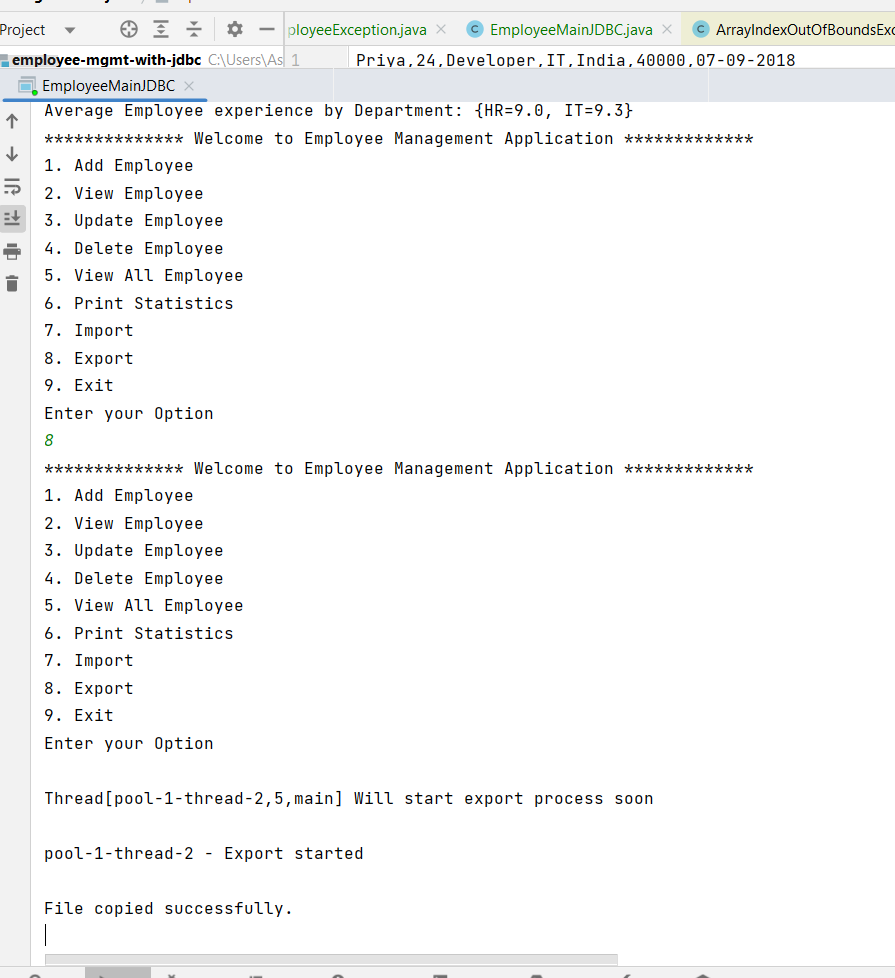 Project
ployeeException.java
EmployeeMainJDBC.java
ArrayIndexOutOfBoundsExc
employee-mgmt-with-jdbc C:\Users\As
1 Priya,24,Developer,IT,India,40000,07-09-2018
EmployeeMainJDBC
Average Employee experience by Department: {HR=9.0, IT=9.3}
************** Welcome to Employee Management Application *************
1. Add Employee
2. View Employee
3. Update Employee
4. Delete Employee
5. View All Employee
6. Print Statistics
7. Import
8. Export
9. Exit
Enter your Option
8
************** Welcome to Employee Management Application *************
1. Add Employee
2. View Employee
3. Update Employee
4. Delete Employee
5. View All Employee
6. Print Statistics
7. Import
8. Export
9. Exit
Enter your Option
Thread[pool-1-thread-2,5,main] Will start export process soon
pool-1-thread-2 - Export started
File copied successfully.